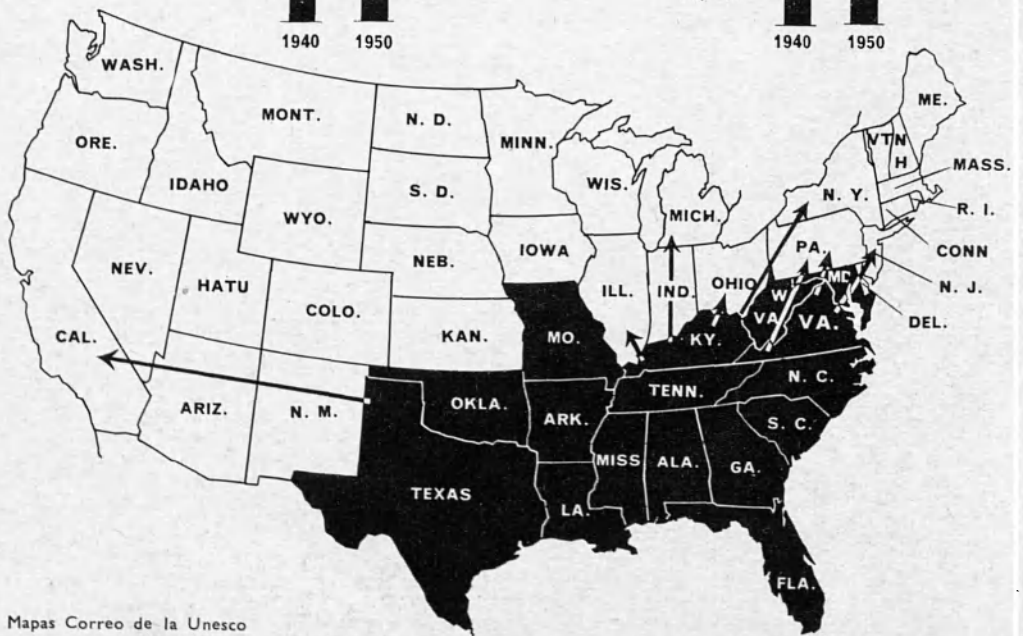 1940 1950
1940 1950
WASH.
MONT.
N. D.
MINN.
ORE.
IDAHO
WYO.
S. D.
WIS.
MICH.
N. Y.
VT
N
H
ME.
MASS.
R. I.
CONN
N. J.
DEL.
NEV.
HATU
COLO.
NEB.
IOWA
ILL.
IND.
OHIO
PA.
MD.
W.
VA.
VA.
CAL.
ARIZ.
N. M.
KAN.
MO.
KY.
OKLA.
ARK.
TENN.
N. C.
S. C.
TEXAS
LA.
MISS
ALA.
GA.
FLA.
Mapas Correo de la Unesco